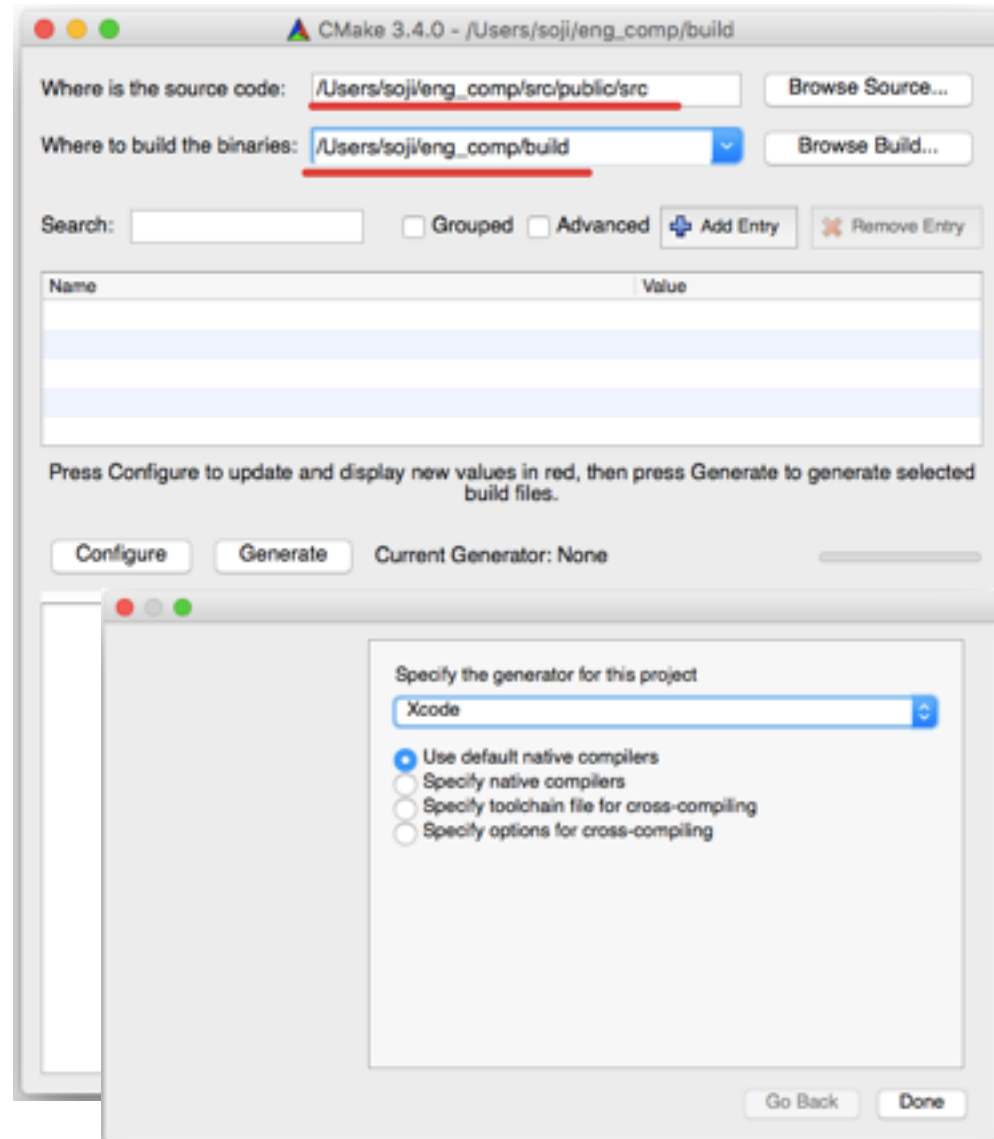 CMake 3.4.0 - /Users/soji/eng_comp/build
Where is the source code: /Users/soji/eng_comp/src/public/src Browse Source...
Where to build the binaries: /Users/soji/eng_comp/build Browse Build...
Search: Grouped Advanced Add Entry Remove Entry
Name Value
Press Configure to update and display new values in red, then press Generate to generate selected
build files.
Configure Generate Current Generator: None
Specify the generator for this project
Xcode
Use default native compilers
Specify native compilers
Specify toolchain file for cross-compiling
Specify options for cross-compiling
Go Back Done